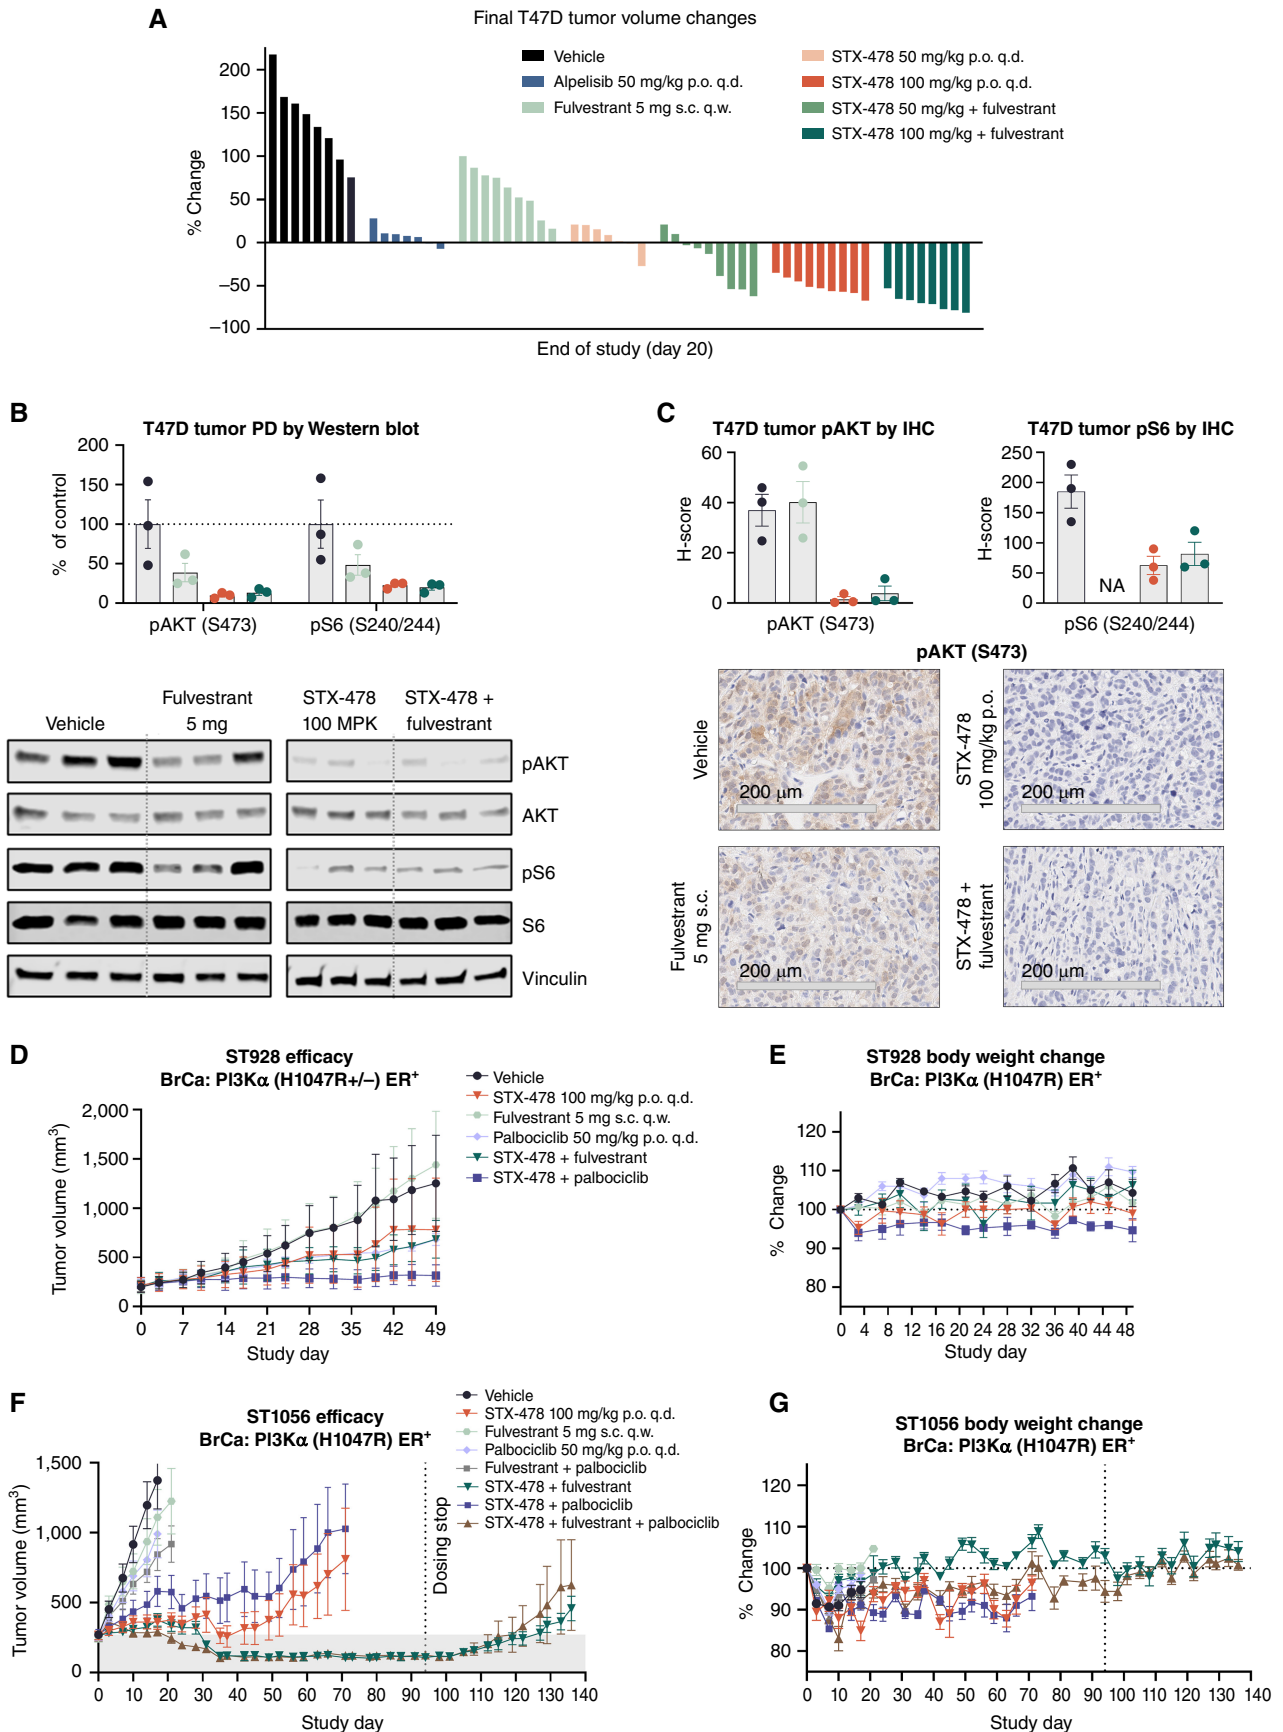 A
Final T47D tumor volume changes
Vehicle
Alpelisib 50 mg/kg p.o. q.d.
Fulvestrant 5 mg s.c. q.w.
STX-478 50 mg/kg p.o. q.d.
STX-478 100 mg/kg p.o. q.d.
STX-478 50 mg/kg + fulvestrant
STX-478 100 mg/kg + fulvestrant
% Change
200
150
100
50
0
−50
−100
End of study (day 20)
B
T47D tumor PD by Western blot
% of control
200
150
100
50
0
pAKT (S473)
pS6 (S240/244)
Vehicle
Fulvestrant
5 mg
STX-478
100 MPK
STX-478 +
fulvestrant
pAKT
AKT
pS6
S6
Vinculin
C
T47D tumor pAKT by IHC
H-score
60
40
20
0
pAKT (S473)
T47D tumor pS6 by IHC
H-score
250
200
150
100
50
0
NA
pS6 (S240/244)
pAKT (S473)
Vehicle
200 μm
STX-478
100 mg/kg p.o.
200 μm
Fulvestrant
5 mg s.c.
200 μm
STX-478 +
fulvestrant
200 μm
D
ST928 efficacy
BrCa: PI3Kα (H1047R+/−) ER+
Vehicle
STX-478 100 mg/kg p.o. q.d.
Fulvestrant 5 mg s.c. q.w.
Palbociclib 50 mg/kg p.o. q.d.
STX-478 + fulvestrant
STX-478 + palbociclib
Tumor volume (mm3)
2,000
1,500
1,000
500
0
0 7 14 21 28 35 42 49
Study day
E
ST928 body weight change
BrCa: PI3Kα (H1047R) ER+
% Change
120
110
100
90
80
0 4 8 12 16 20 24 28 32 36 40 44 48
Study day
F
ST1056 efficacy
BrCa: PI3Kα (H1047R) ER+
Vehicle
STX-478 100 mg/kg p.o. q.d.
Fulvestrant 5 mg s.c. q.w.
Palbociclib 50 mg/kg p.o. q.d.
Fulvestrant + palbociclib
STX-478 + fulvestrant
STX-478 + palbociclib
STX-478 + fulvestrant + palbociclib
Tumor volume (mm3)
1,500
1,000
500
0
Dosing stop
0 10 20 30 40 50 60 70 80 90 100 110 120 130 140
Study day
G
ST1056 body weight change
BrCa: PI3Kα (H1047R) ER+
% Change
120
110
100
90
80
0 10 20 30 40 50 60 70 80 90 100 110 120 130 140
Study day